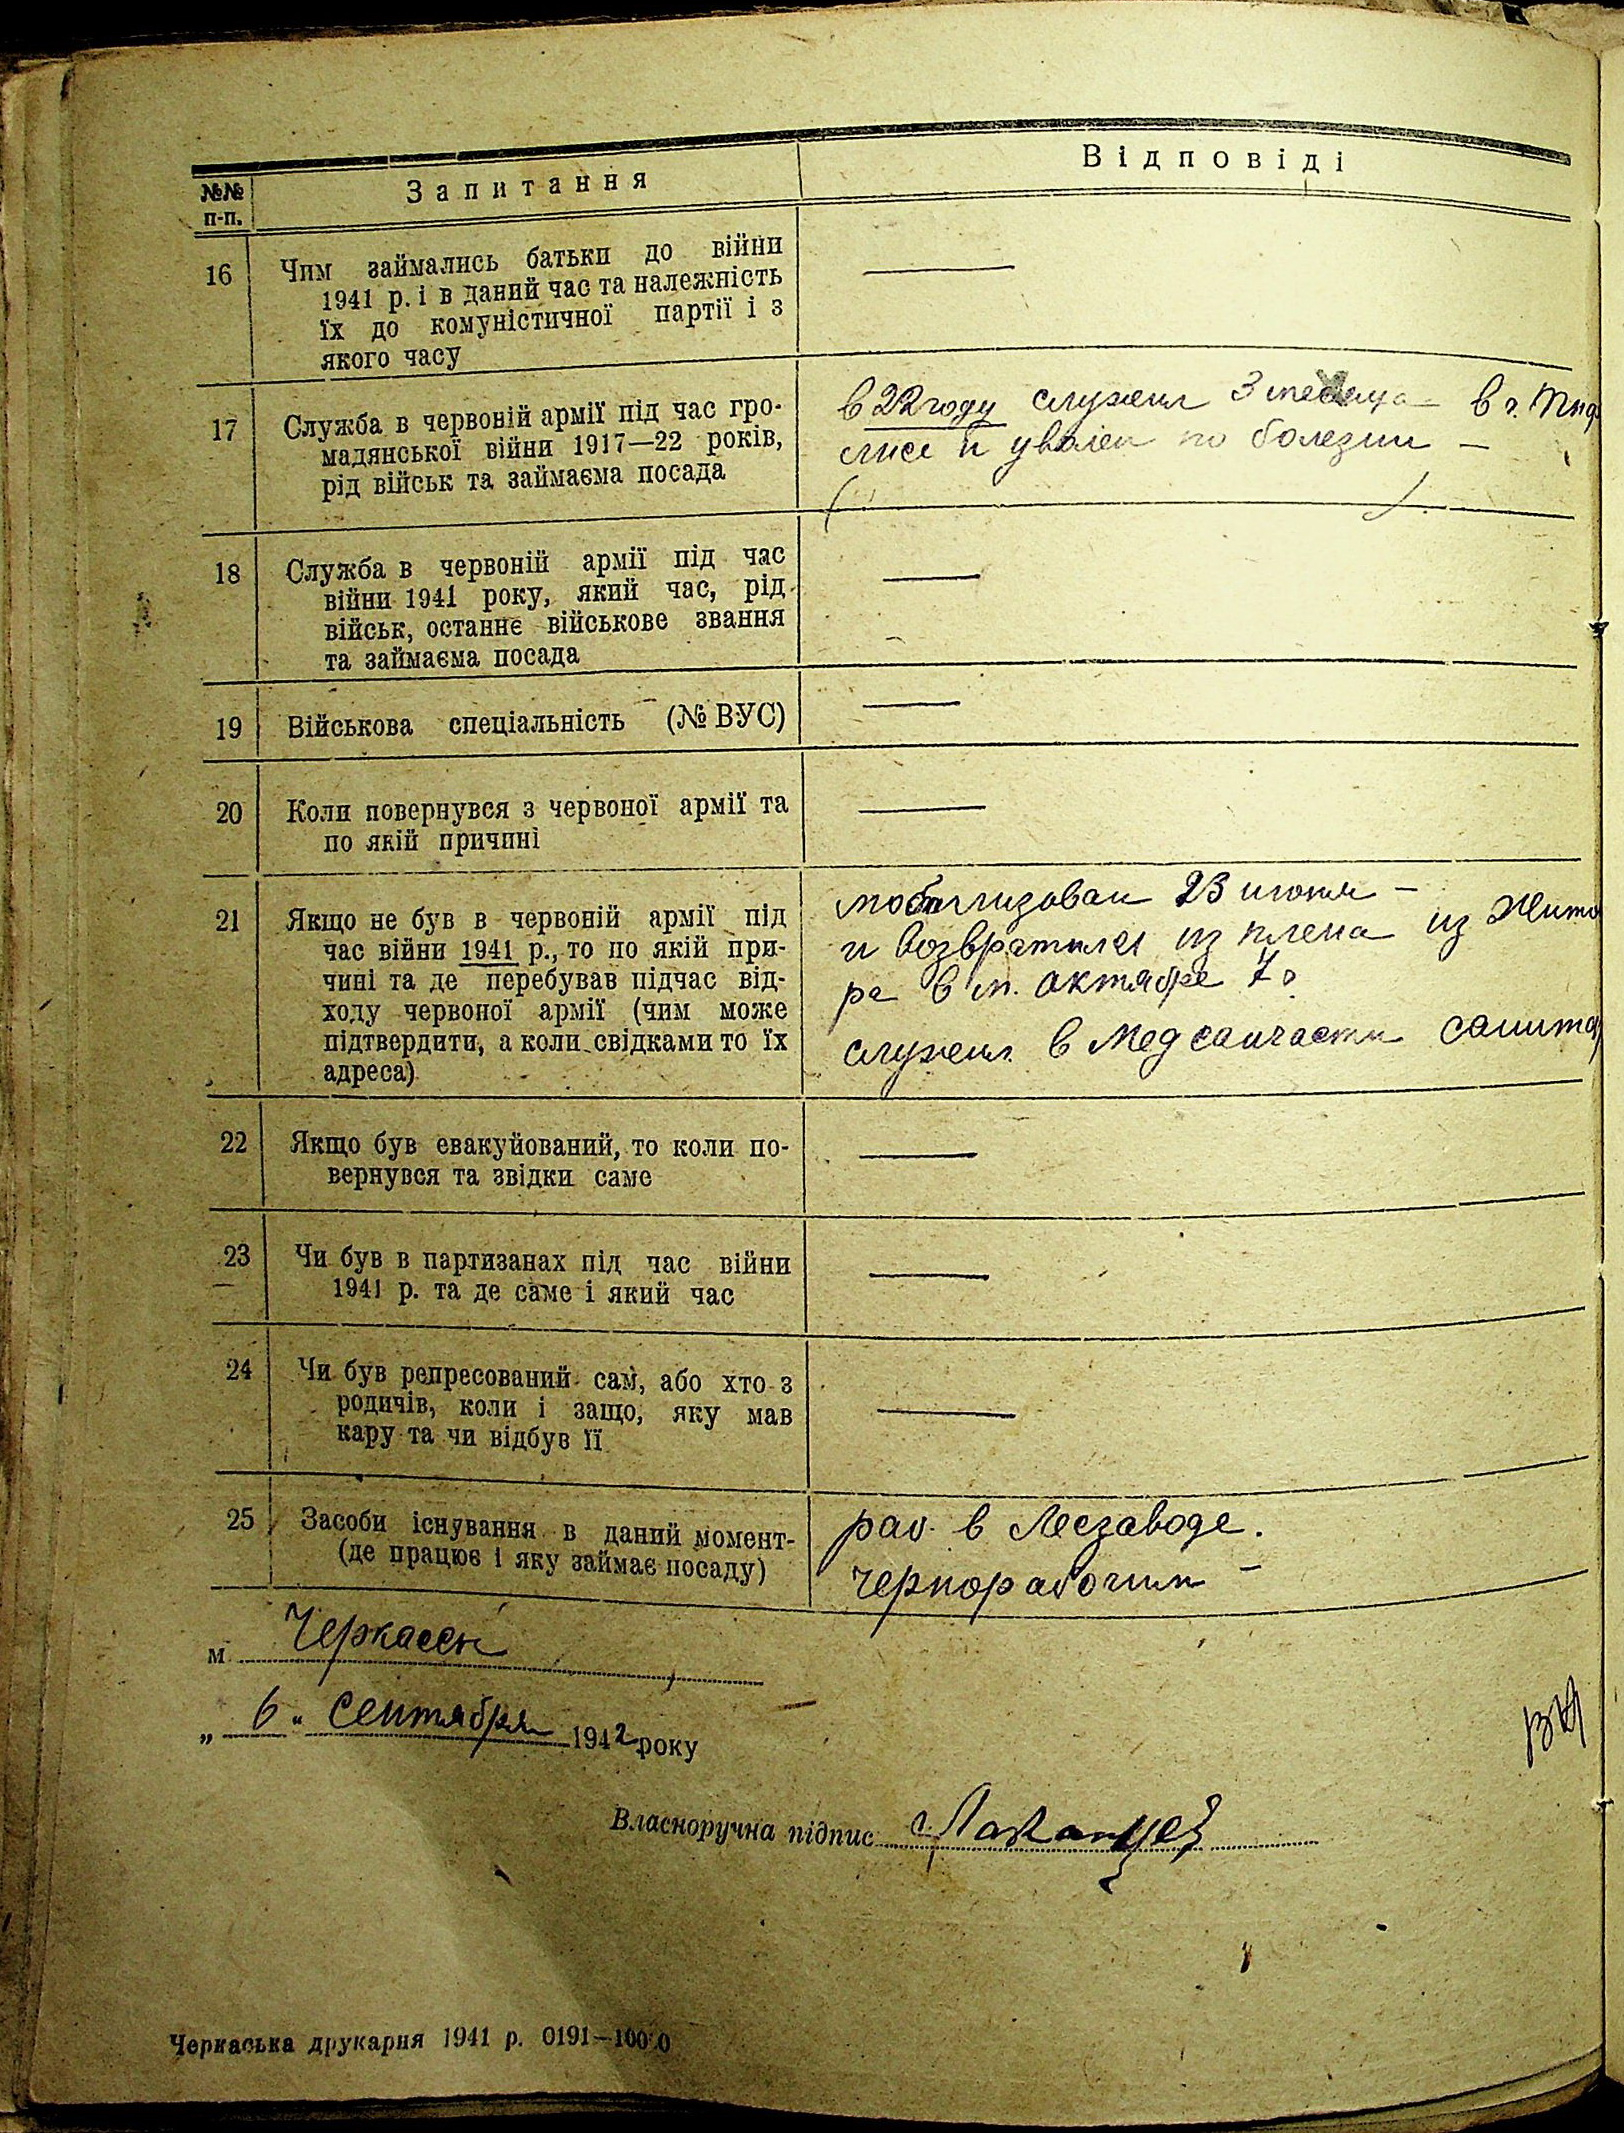 №№ п-п. Запитання Відповіді
16 Чим займались батьки до війни
1941 р. і в даний час та належність
їх до комуністичної партії і з
якого часу
17 Служба в червоній армії під час гро-
мадянської війни 1917—22 років,
рід військ та займаєма посада
в 22 году служил 3 месяца в г.
и уволен по болезни —
18 Служба в червоній армії під час
війни 1941 року, який час, рід
військ, останнє військове звання
та займаєма посада
19 Військова спеціальність (№ ВУС)
20 Коли повернувся з червоної армії та
по якій причині
21 Якщо не був в червоній армії під
час війни 1941 р., то по якій при-
чині та де перебував підчас від-
ходу червоної армії (чим може
підтвердити, а коли свідками то їх
адреса)
мобилизован 23 июня —
и возвратился из плена из Жито
ре в м. октябре
служил в Медсанчасти санита
22 Якщо був евакуйований, то коли по-
вернувся та звідки саме
23 Чи був в партизанах під час війни
1941 р. та де саме і який час
24 Чи був репресований сам, або хто з
родичів, коли і защо, яку мав
кару та чи відбув її
25 Засоби існування в даний момент-
(де працює і яку займає посаду)
раб. в Лесзаводе.
чернорабочим —
м Черкассы
„ 6 " сентября 1942 року
Власноручна підпис
Черкаська друкарня 1941 р. 0191—10000